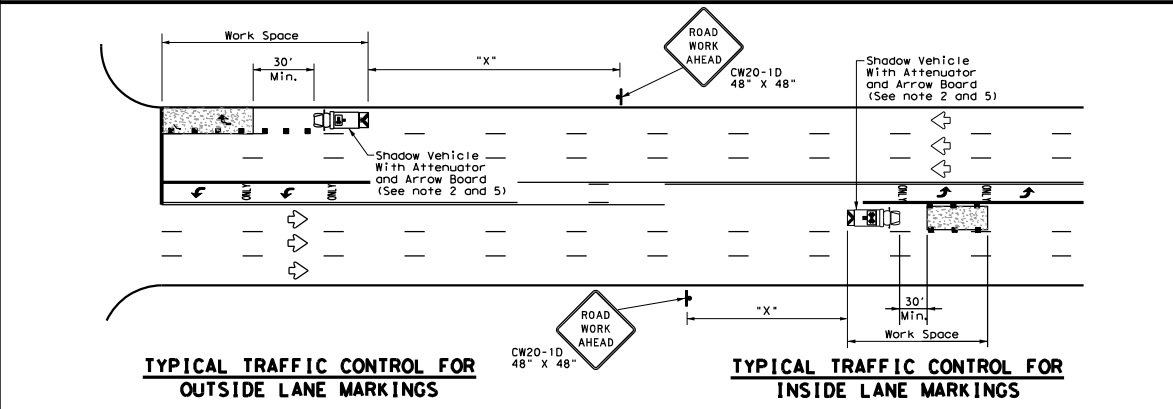 Work Space
30'
Min.
"X"
ROAD
WORK
AHEAD
CW20-1D
48" X 48"
Shadow Vehicle
With Attenuator
and Arrow Board
(See note 2 and 5)
Shadow Vehicle
With Attenuator
and Arrow Board
(See note 2 and 5)
ONLY
ONLY
ONLY
ONLY
ROAD
WORK
AHEAD
CW20-1D
48" X 48"
"X"
30'
Min.
Work Space
TYPICAL TRAFFIC CONTROL FOR
OUTSIDE LANE MARKINGS
TYPICAL TRAFFIC CONTROL FOR
INSIDE LANE MARKINGS